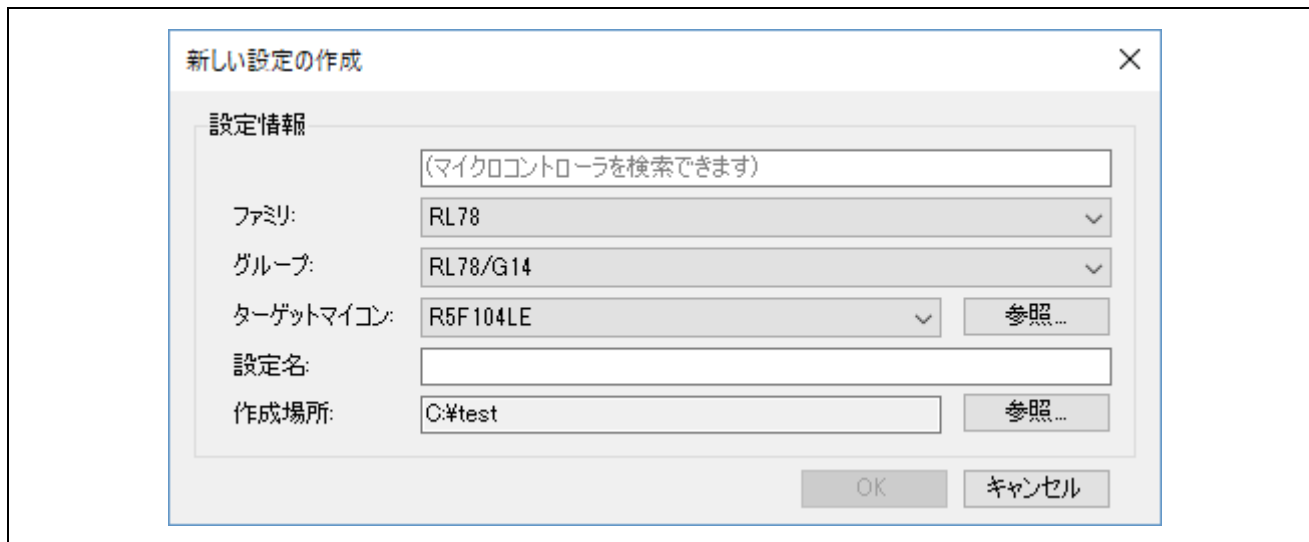 新しい設定の作成
設定情報
(マイクロコントローラを検索できます)
ファミリ: RL78
グループ: RL78/G14
ターゲットマイコン: R5F104LE 参照...
設定名:
作成場所: C:¥test 参照...
OK キャンセル